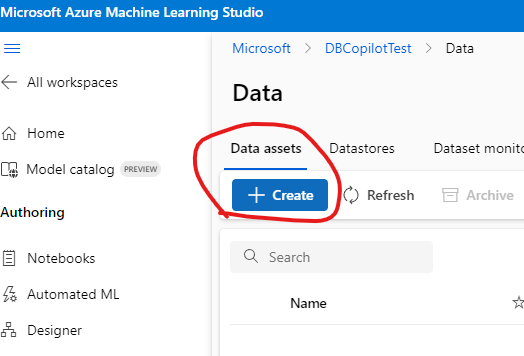 Microsoft Azure Machine Learning Studio
Microsoft > DBCopilotTest > Data
All workspaces
Data
Home
Model catalog PREVIEW
Data assets Datastores Dataset monito
Create Refresh Archive
Authoring
Notebooks
Search
Automated ML
Name
Designer